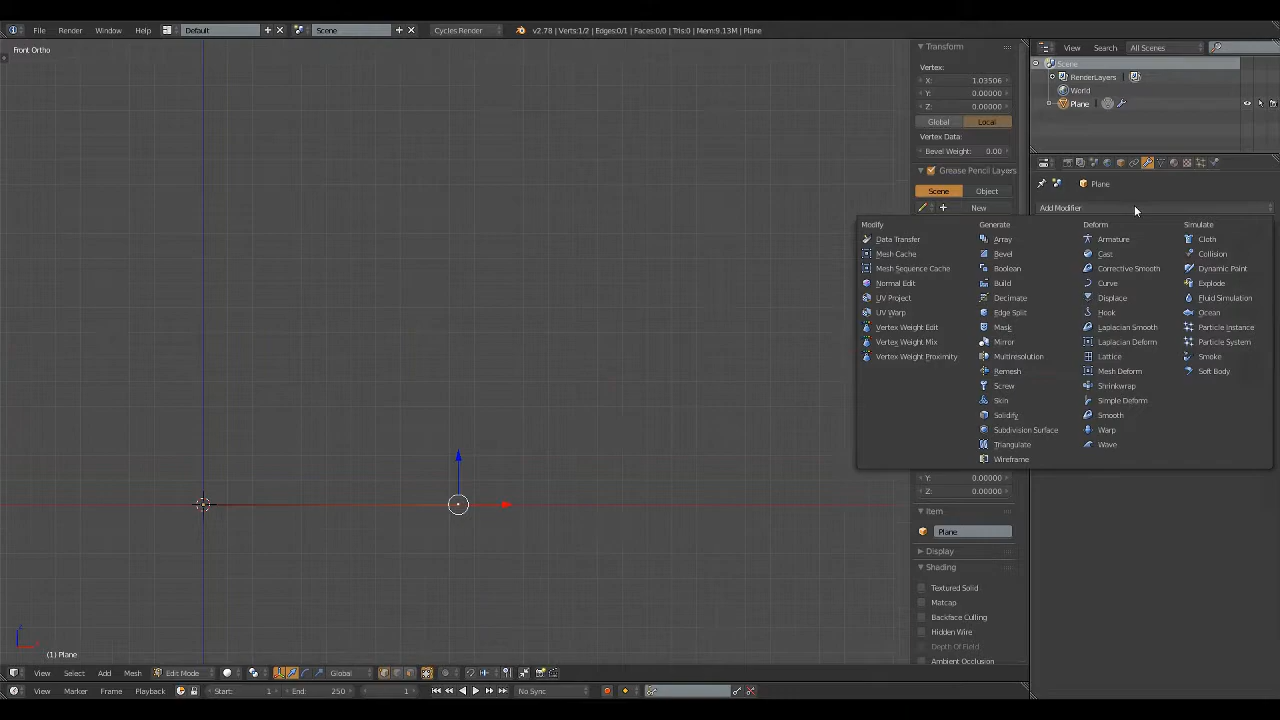 File Render Window Help Default Scene Cycles Render v2.78 | Verts:1/2 | Edges:0/1 | Faces:0/0 | Tris:0 | Mem:9.13M | Plane
Front Ortho
Transform
Vertex:
X: 1.03506
Y: 0.00000
Z: 0.00000
Global Local
Vertex Data:
Bevel Weight: 0.00
Grease Pencil Layers
Scene Object
New
View Search All Scenes
Scene
RenderLayers
World
Plane
Plane
Add Modifier
Modify
Data Transfer
Mesh Cache
Mesh Sequence Cache
Normal Edit
UV Project
UV Warp
Vertex Weight Edit
Vertex Weight Mix
Vertex Weight Proximity
Generate
Array
Bevel
Boolean
Build
Decimate
Edge Split
Mask
Mirror
Multiresolution
Remesh
Screw
Skin
Solidify
Subdivision Surface
Triangulate
Wireframe
Deform
Armature
Cast
Corrective Smooth
Curve
Displace
Hook
Laplacian Smooth
Laplacian Deform
Lattice
Mesh Deform
Shrinkwrap
Simple Deform
Smooth
Warp
Wave
Simulate
Cloth
Collision
Dynamic Paint
Explode
Fluid Simulation
Ocean
Particle Instance
Particle System
Smoke
Soft Body
Y: 0.00000
Z: 0.00000
Item
Plane
Display
Shading
Textured Solid
Matcap
Backface Culling
Hidden Wire
Depth Of Field
Ambient Occlusion
(1) Plane
View Select Add Mesh Edit Mode Global
View Marker Frame Playback Start: 1 End: 250 1 No Sync